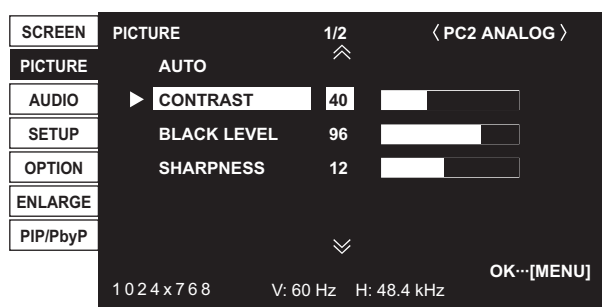 SCREEN
PICTURE
AUDIO
SETUP
OPTION
ENLARGE
PIP/PbyP
PICTURE 1/2 〈 PC2 ANALOG 〉
AUTO
CONTRAST 40
BLACK LEVEL 96
SHARPNESS 12
OK···[MENU]
1024x768 V: 60 Hz H: 48.4 kHz